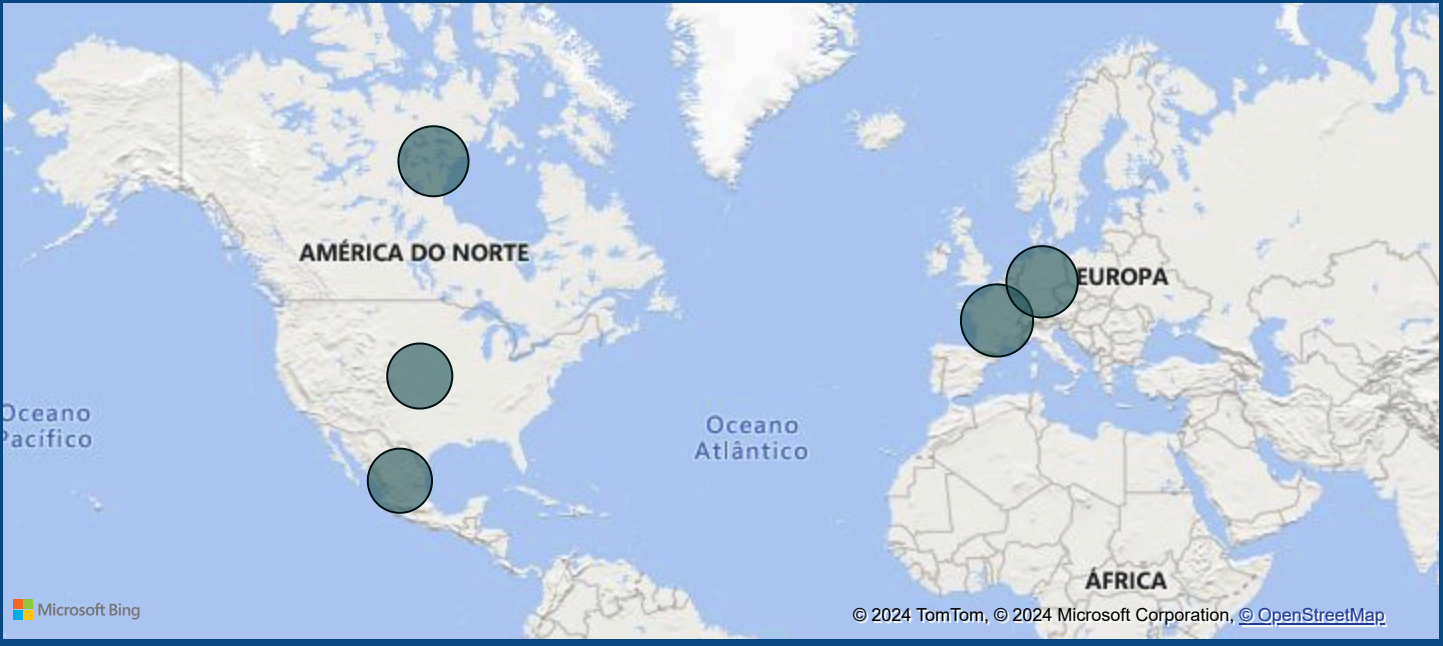 AMÉRICA DO NORTE
EUROPA
Oceano
Pacífico
Oceano
Atlântico
ÁFRICA
Microsoft Bing
© 2024 TomTom, © 2024 Microsoft Corporation, © OpenStreetMap